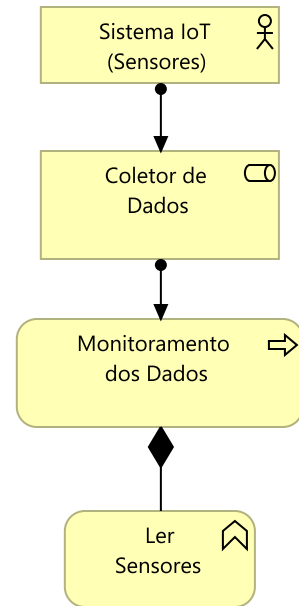 Sistema IoT
(Sensores)
Coletor de
Dados
Monitoramento
dos Dados
Ler
Sensores